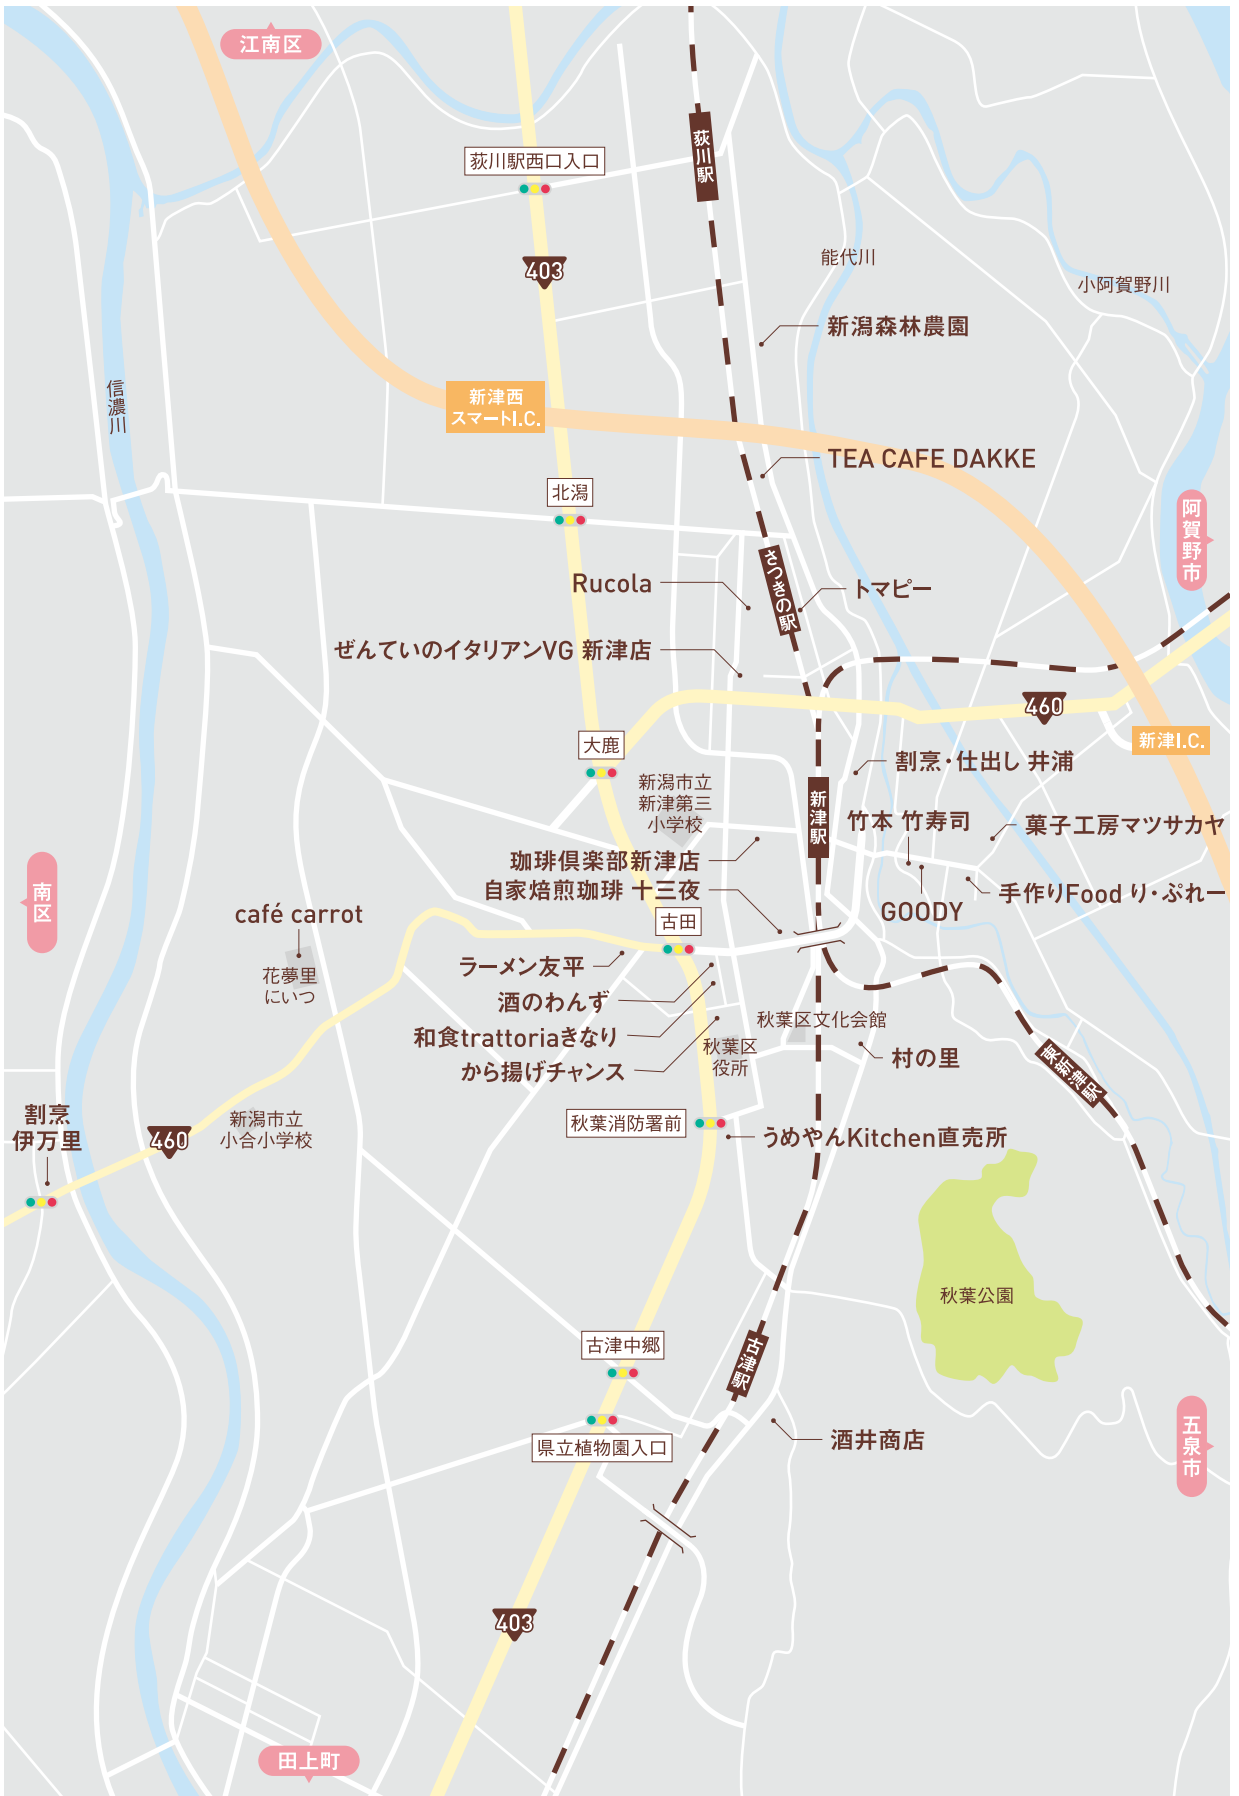 江南区
荻川駅西口入口
荻川駅
403
能代川
小阿賀野川
新潟森林農園
信濃川
新津西
スマートI.C.
TEA CAFE DAKKE
北潟
阿賀野市
さつきの駅
Rucola
トマピー
ぜんていのイタリアンVG 新津店
460
大鹿
新津I.C.
割烹・仕出し 井浦
新潟市立
新津第三
小学校
新津駅
竹本 竹寿司
菓子工房マツサカヤ
珈琲倶楽部新津店
自家焙煎珈琲 十三夜
手作りFood り・ぷれー
GOODY
南区
café carrot
古田
花夢里
にいつ
ラーメン友平
酒のわんず
和食trattoriaきなり
から揚げチャンス
秋葉区文化会館
秋葉区
役所
村の里
東新津駅
割烹
伊万里
460
新潟市立
小合小学校
秋葉消防署前
うめやんKitchen直売所
秋葉公園
古津中郷
古津駅
県立植物園入口
酒井商店
五泉市
403
田上町